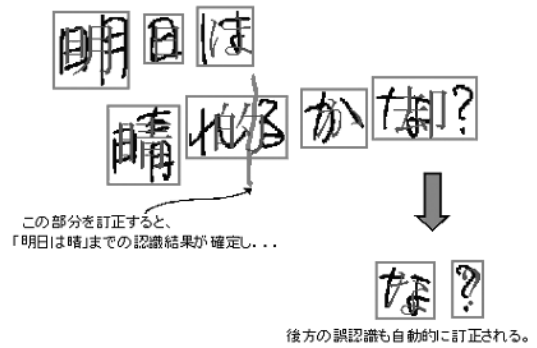 明日は
晴れるかな?
この部分を訂正すると、
「明日は晴」までの認識結果が確定し...
な?
後方の誤認識も自動的に訂正される。